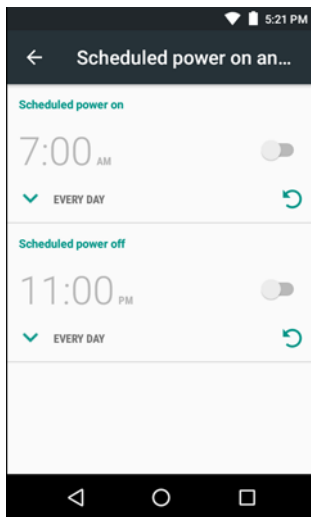 5:21 PM
Scheduled power on an...
Scheduled power on
7:00 AM
EVERY DAY
Scheduled power off
11:00 PM
EVERY DAY